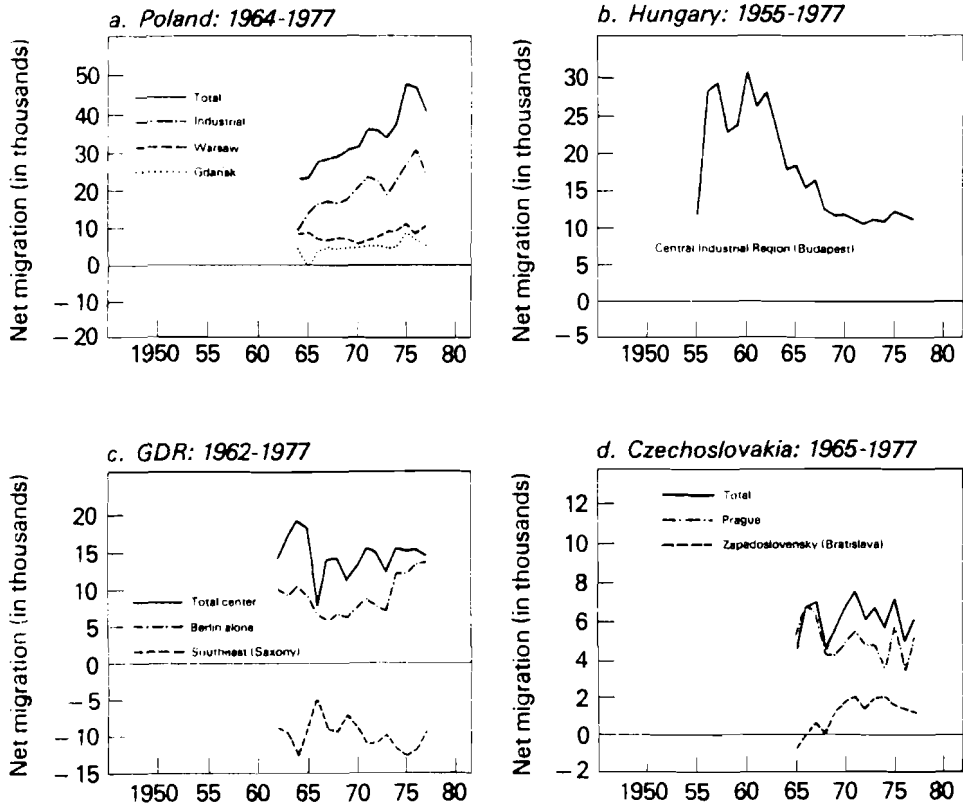 a. Poland: 1964-1977
Net migration (in thousands)
50
40
30
20
10
0
-10
-20
Total
Industrial
Warsaw
Gdańsk
1950 55 60 65 70 75 80
b. Hungary: 1955-1977
Net migration (in thousands)
30
25
20
15
10
5
0
-5
Central Industrial Region (Budapest)
1950 55 60 65 70 75 80
c. GDR: 1962-1977
Net migration (in thousands)
20
15
10
5
0
-5
-10
-15
Total center
Berlin alone
Southeast (Saxony)
1950 55 60 65 70 75 80
d. Czechoslovakia: 1965-1977
Net migration (in thousands)
12
10
8
6
4
2
0
-2
Total
Prague
Zapadoslovensky (Bratislava)
1950 55 60 65 70 75 80